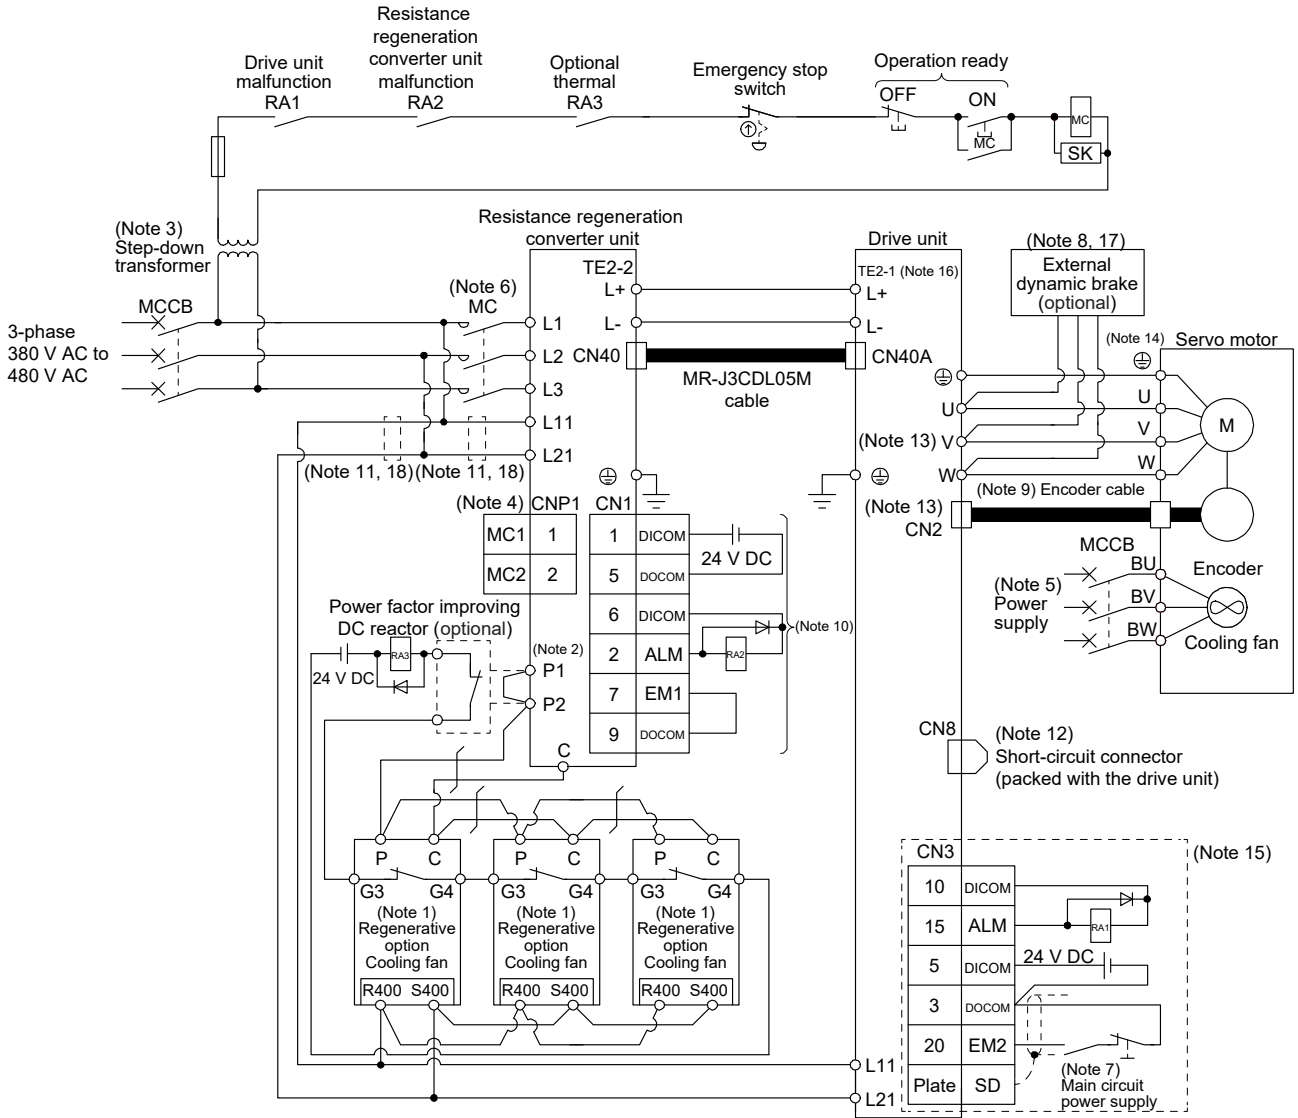 Resistance
regeneration
converter unit
malfunction
RA2
Drive unit
malfunction
RA1
Optional
thermal
RA3
Emergency stop
switch
Operation ready
OFF
ON
MC
MC
SK
(Note 3)
Step-down
transformer
MCCB
3-phase
380 V AC to
480 V AC
(Note 6)
MC
Resistance regeneration
converter unit
TE2-2
L+
L-
CN40
L1
L2
L3
L11
L21
(Note 11, 18)
(Note 11, 18)
MR-J3CDL05M
cable
Drive unit
TE2-1 (Note 16)
L+
L-
CN40A
(Note 8, 17)
External
dynamic brake
(optional)
(Note 14)
Servo motor
U
V
W
(Note 13)
U
V
W
M
(Note 9) Encoder cable
(Note 13)
CN2
Encoder
MCCB
(Note 5)
Power
supply
BU
BV
BW
Cooling fan
(Note 4)
CNP1
MC1 1
MC2 2
CN1
1 DICOM
5 DOCOM
6 DICOM
2 ALM
7 EM1
9 DOCOM
24 V DC
RA2
(Note 10)
Power factor improving
DC reactor (optional)
RA3
24 V DC
(Note 2)
P1
P2
C
P C
G3 G4
(Note 1)
Regenerative
option
Cooling fan
R400 S400
P C
G3 G4
(Note 1)
Regenerative
option
Cooling fan
R400 S400
P C
G3 G4
(Note 1)
Regenerative
option
Cooling fan
R400 S400
L11
L21
CN8
(Note 12)
Short-circuit connector
(packed with the drive unit)
CN3
(Note 15)
10 DICOM
15 ALM
5 DICOM
3 DOCOM
20 EM2
Plate SD
RA1
24 V DC
(Note 7)
Main circuit
power supply